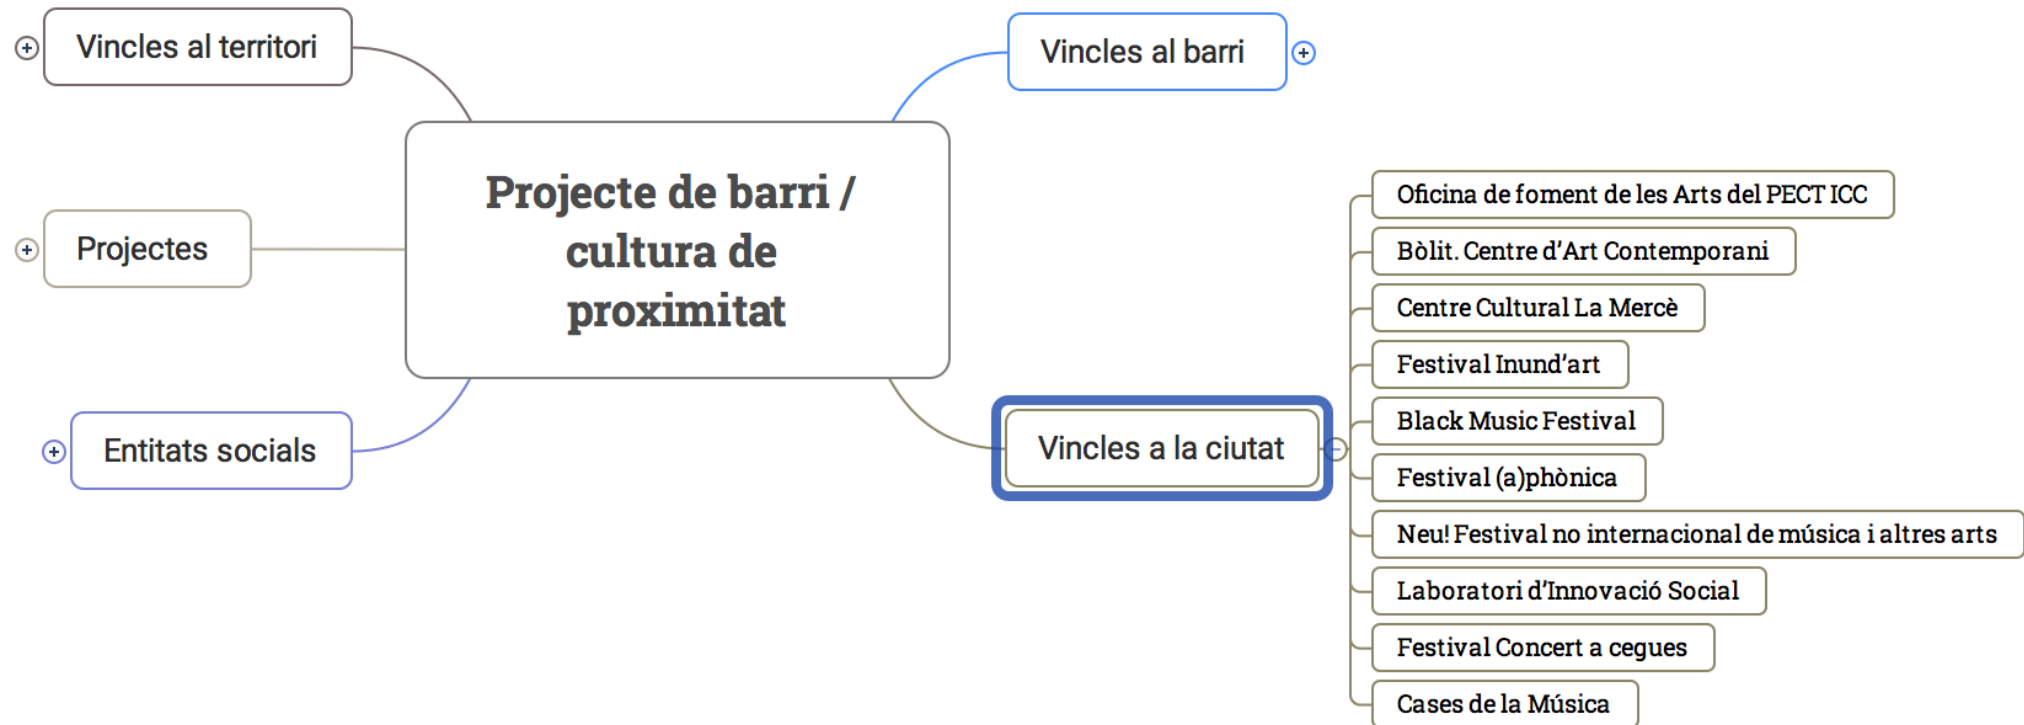 Vincles al territori
Projectes
Entitats socials
Projecte de barri /
cultura de
proximitat
Vincles al barri
Vincles a la ciutat
Oficina de foment de les Arts del PECT ICC
Bòlit. Centre d’Art Contemporani
Centre Cultural La Mercè
Festival Inund’art
Black Music Festival
Festival (a)phònica
Neu! Festival no internacional de música i altres arts
Laboratori d’Innovació Social
Festival Concert a cegues
Cases de la Música